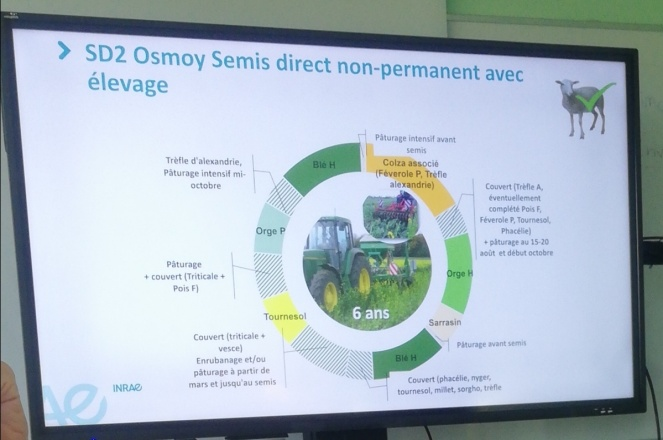 SD2 Osmoy Semis direct non-permanent avec
élevage
Pâturage intensif avant
semis
Colza associé
(Féverole P, Trèfle
alexandrie)
Blé H
Trèfle d'alexandrie,
Pâturage intensif mi-
octobre
Couvert (Trèfle A,
éventuellement
complété Pois F,
Féverole P, Tournesol,
Phacélie)
+ pâturage au 15-20
août et début octobre
Orge P
Orge H
Pâturage
+ couvert (Triticale +
Pois F)
6 ans
Tournesol
Sarrasin
Pâturage avant semis
Couvert (triticale +
vesce)
Enrubanage et/ou
pâturage à partir de
mars et jusqu'au semis
Blé H
Couvert (phacélie, nyger,
tournesol, millet, sorgho, trèfle
INRAE